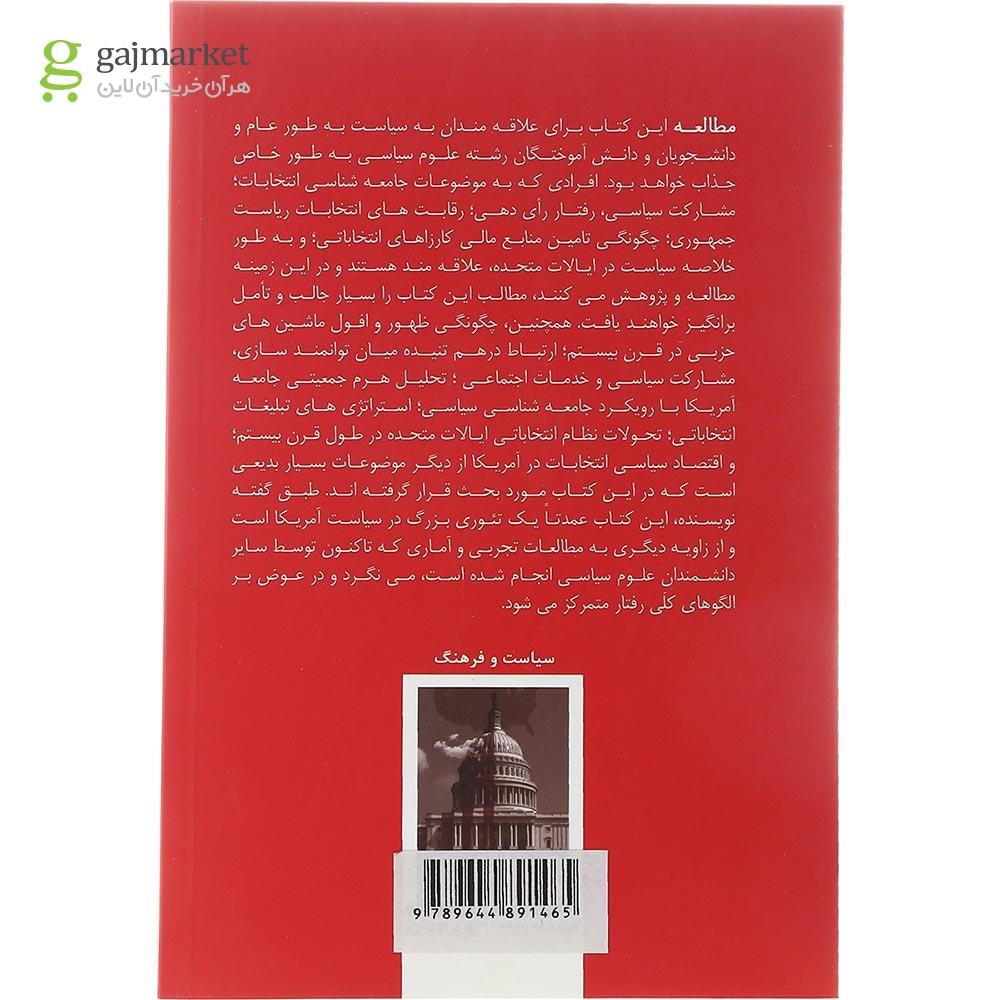 gajmarket
هر آن خرید آن لاین
مطالعه این کتاب برای علاقه مندان به سیاست به طور عام و
دانشجویان و دانش آموختگان رشته علوم سیاسی به طور خاص
جذاب خواهد بود. افرادی که به موضوعات جامعه شناسی انتخابات؛
مشارکت سیاسی، رفتار رأی دهی؛ رقابت های انتخابات ریاست
جمهوری؛ چگونگی تامین منابع مالی کارزاهای انتخاباتی؛ و به طور
خلاصه سیاست در ایالات متحده، علاقه مند هستند و در این زمینه
مطالعه و پژوهش می کنند، مطالب این کتاب را بسیار جالب و تأمل
برانگیز خواهند یافت. همچنین، چگونگی ظهور و افول ماشین های
حزبی در قرن بیستم؛ ارتباط درهم تنیده میان توانمند سازی،
مشارکت سیاسی و خدمات اجتماعی ؛ تحلیل هرم جمعیتی جامعه
آمریکا با رویکرد جامعه شناسی سیاسی؛ استراتژی های تبلیغات
انتخاباتی؛ تحولات نظام انتخاباتی ایالات متحده در طول قرن بیستم؛
و اقتصاد سیاسی انتخابات در آمریکا از دیگر موضوعات بسیار بدیعی
است که در این کتاب مورد بحث قرار گرفته اند. طبق گفته
نویسنده، این کتاب عمدتاً یک تئوری بزرگ در سیاست آمریکا است
و از زاویه دیگری به مطالعات تجربی و آماری که تاکنون توسط سایر
دانشمندان علوم سیاسی انجام شده است، می نگرد و در عوض بر
الگوهای کلّی رفتار متمرکز می شود.
سیاست و فرهنگ
9 789644 891465